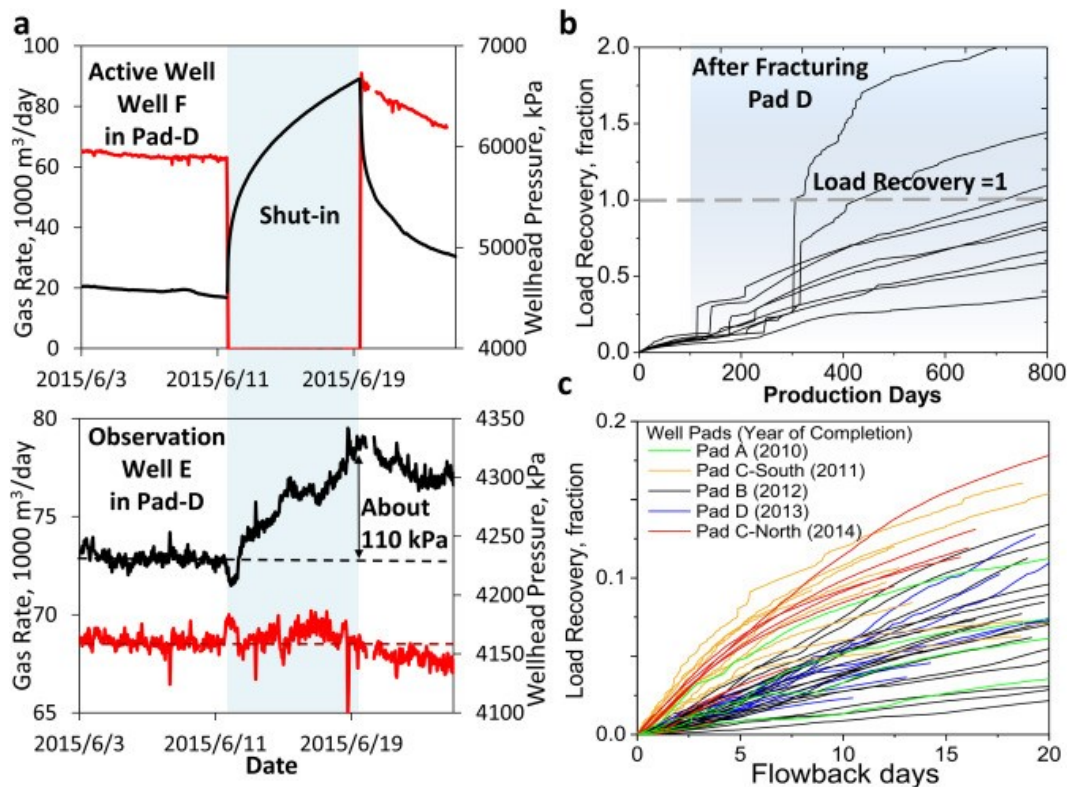 a
Gas Rate, 1000 m³/day
100
80
60
40
20
0
Active Well
Well F
in Pad-D
Shut-in
7000
6000
5000
4000
Wellhead Pressure, kPa
2015/6/3
2015/6/11
2015/6/19
Gas Rate, 1000 m³/day
79
75
70
65
Observation
Well E
in Pad-D
About
110 kPa
4350
4300
4250
4200
4150
4100
Wellhead Pressure, kPa
2015/6/3
2015/6/11
2015/6/19
Date
b
Load Recovery, fraction
2.0
1.5
1.0
0.5
0.0
After Fracturing
Pad D
Load Recovery =1
0
200
400
600
800
Production Days
c
Load Recovery, fraction
0.2
0.1
0.0
Well Pads (Year of Completion)
Pad A (2010)
Pad C-South (2011)
Pad B (2012)
Pad D (2013)
Pad C-North (2014)
0
5
10
15
20
Flowback days